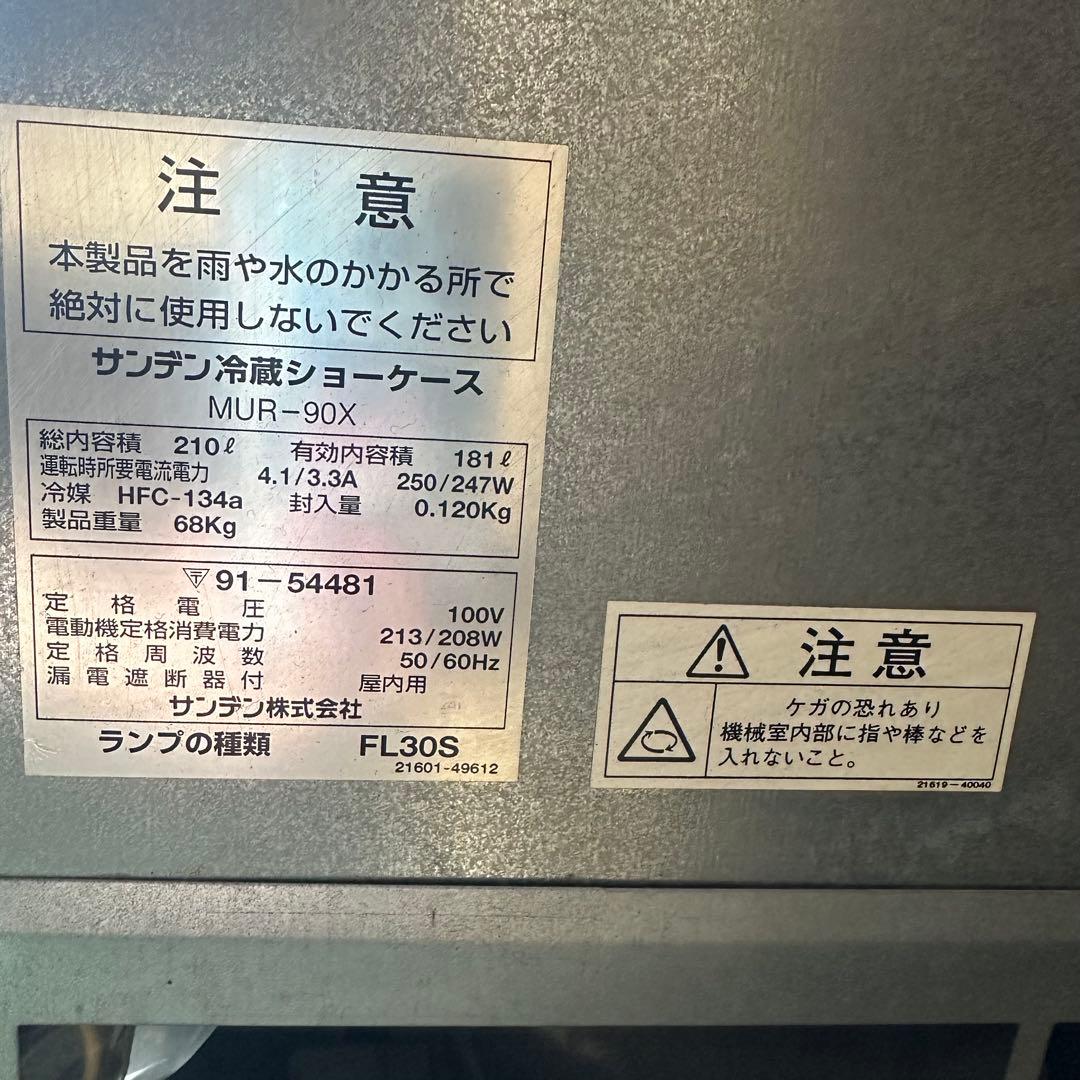 注意
本製品を雨や水のかかる所で
絶対に使用しないでください
サンデン冷蔵ショーケース
MUR-90X
総内容積 210ℓ 有効内容積 181ℓ
運転時所要電流電力 4.1/3.3A 250/247W
冷媒 HFC-134a 封入量 0.120Kg
製品重量 68Kg
〒 91-54481
定格電圧 100V
電動機定格消費電力 213/208W
定格周波数 50/60Hz
漏電遮断器付 屋内用
サンデン株式会社
ランプの種類 FL30S
21601-49612
注意
ケガの恐れあり
機械室内部に指や棒などを
入れないこと。
21619-40040